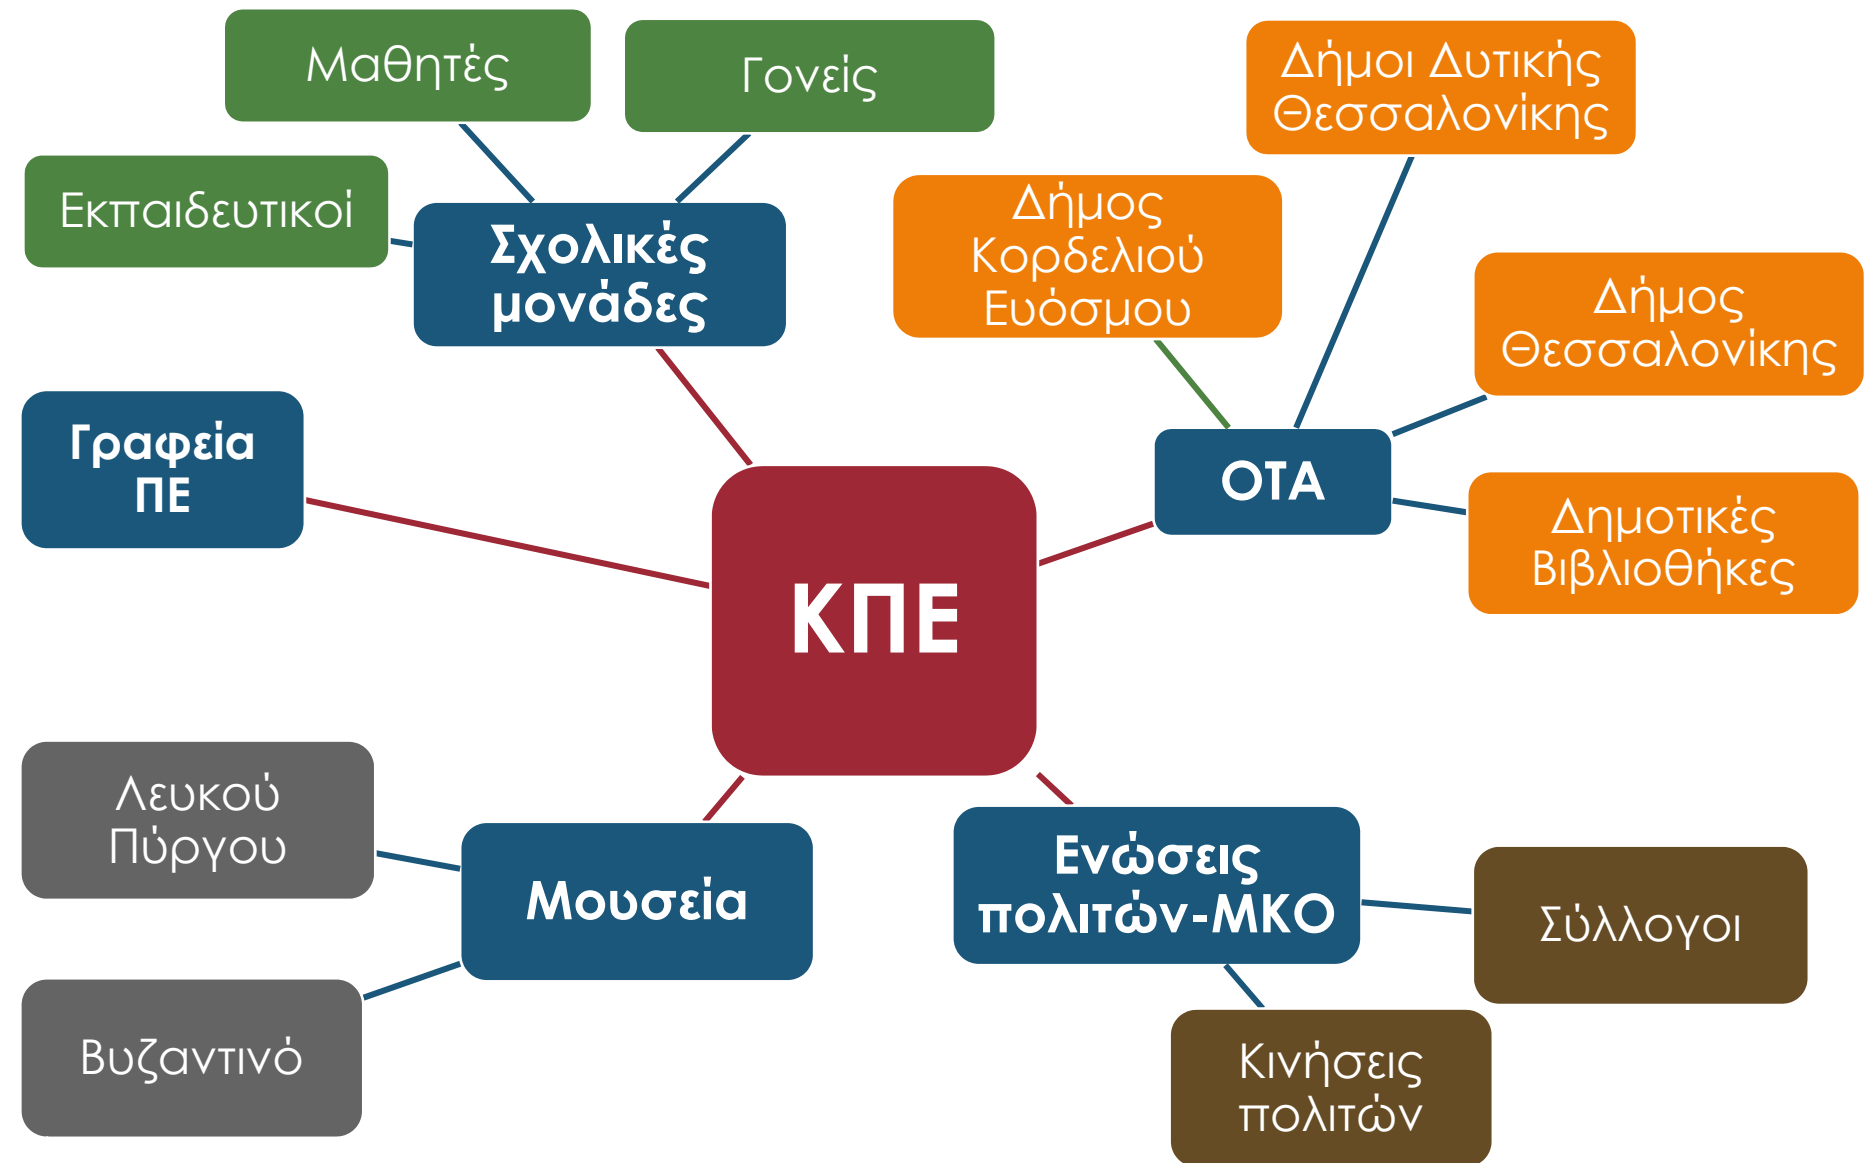 Μαθητές
Γονείς
Εκπαιδευτικοί
Σχολικές
μονάδες
Δήμοι Δυτικής
Θεσσαλονίκης
Δήμος
Κορδελιού
Ευόσμου
Δήμος
Θεσσαλονίκης
ΟΤΑ
Δημοτικές
Βιβλιοθήκες
Γραφεία
ΠΕ
ΚΠΕ
Λευκού
Πύργου
Μουσεία
Βυζαντινό
Ενώσεις
πολιτών-ΜΚΟ
Σύλλογοι
Κινήσεις
πολιτών